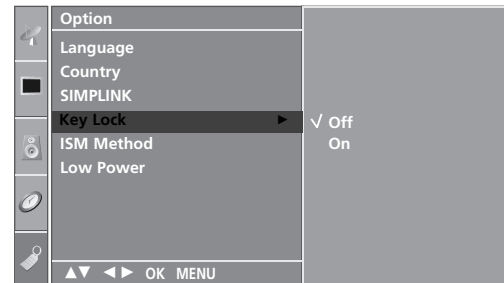 Option
Language
Country
SIMPLINK
Key Lock ►
ISM Method
Low Power
√ Off
On
▲▼ ◄► OK MENU